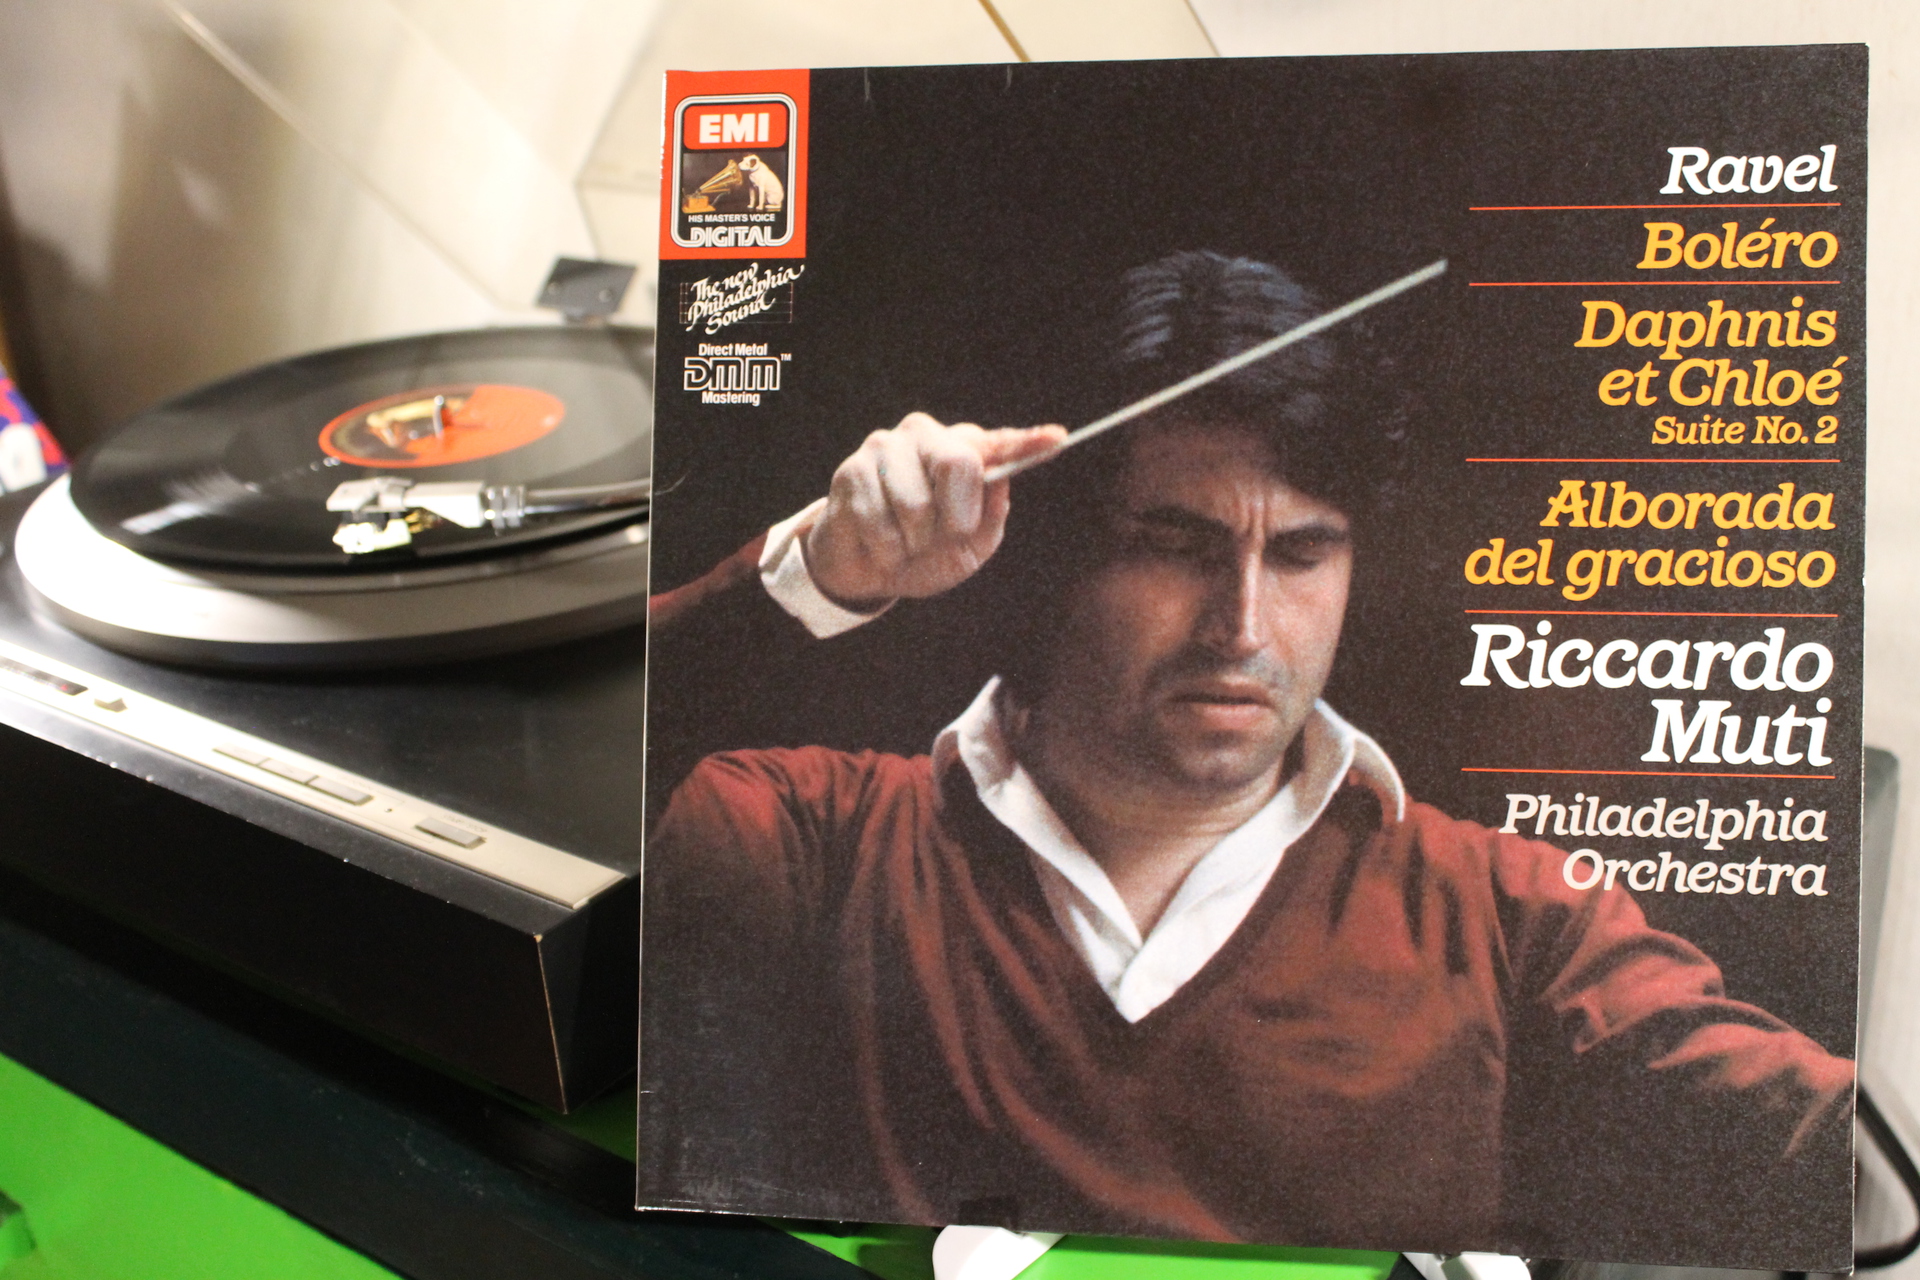 EMI
HIS MASTER'S VOICE
DIGITAL
The new
Philadelphia
Sound
Direct Metal
DMM™
Mastering
Ravel
Boléro
Daphnis
et Chloé
Suite No. 2
Alborada
del gracioso
Riccardo
Muti
Philadelphia
Orchestra